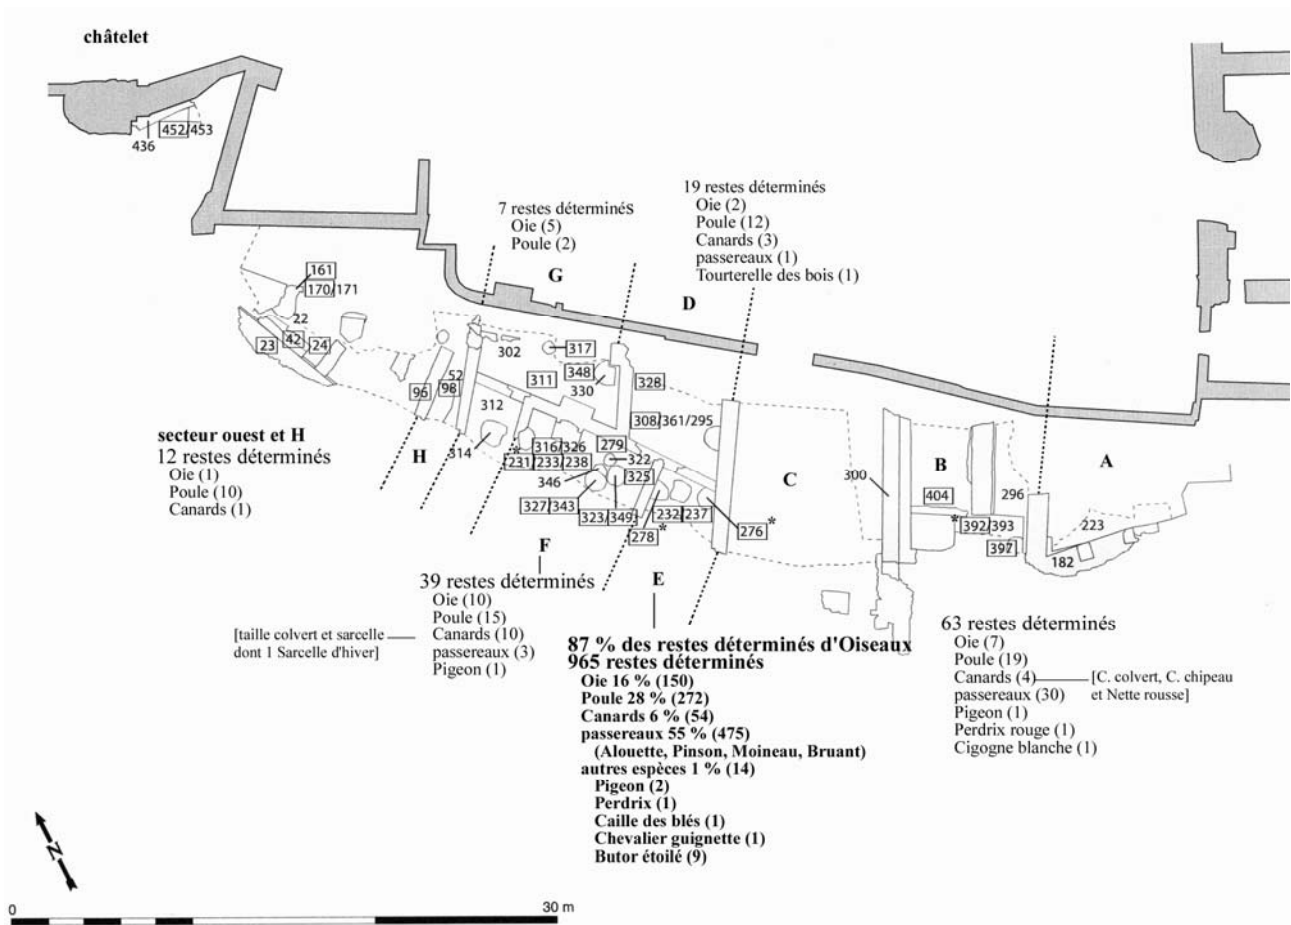 châtelet
452/453
436
19 restes déterminés
Oie (2)
Poule (12)
Canards (3)
passereaux (1)
Tourterelle des bois (1)
7 restes déterminés
Oie (5)
Poule (2)
G
D
161
170/171
22
23
42
24
302
317
348
330
311
328
52
96
98
312
308/361/295
314
316/326
279
*
231/233/238
322
346
325
327/343
323/349
232/237
278
*
276
*
H
C
300
B
404
296
A
*
392/393
397
223
182
secteur ouest et H
12 restes déterminés
Oie (1)
Poule (10)
Canards (1)
F
39 restes déterminés
Oie (10)
Poule (15)
Canards (10)
passereaux (3)
Pigeon (1)
[taille colvert et sarcelle
dont 1 Sarcelle d'hiver]
E
87 % des restes déterminés d'Oiseaux
965 restes déterminés
Oie 16 % (150)
Poule 28 % (272)
Canards 6 % (54)
passereaux 55 % (475)
(Alouette, Pinson, Moineau, Bruant)
autres espèces 1 % (14)
Pigeon (2)
Perdrix (1)
Caille des blés (1)
Chevalier guignette (1)
Butor étoilé (9)
63 restes déterminés
Oie (7)
Poule (19)
Canards (4)
passereaux (30)
Pigeon (1)
Perdrix rouge (1)
Cigogne blanche (1)
[C. colvert, C. chipeau
et Nette rousse]
N
0
30 m